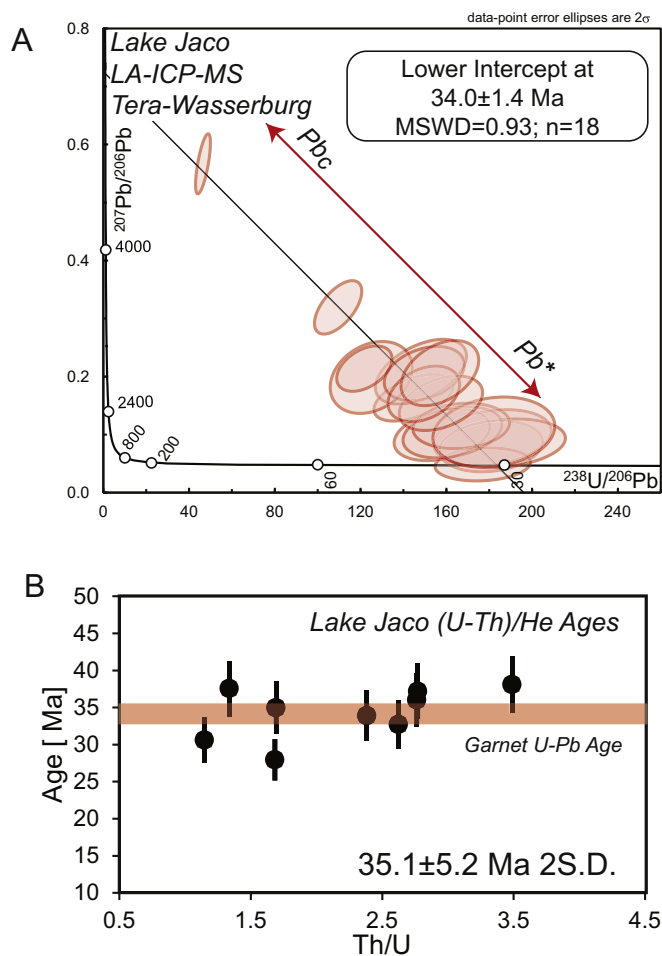 data-point error ellipses are 2σ
A
Lake Jaco
LA-ICP-MS
Tera-Wasserburg
Lower Intercept at
34.0±1.4 Ma
MSWD=0.93; n=18
Pbc
Pb*
207Pb/206Pb
0.8
0.6
0.4
0.2
0.0
4000
2400
800
200
60
30
238U/206Pb
0
40
80
120
160
200
240
B
Lake Jaco (U-Th)/He Ages
Garnet U-Pb Age
35.1±5.2 Ma 2S.D.
Age [ Ma]
50
45
40
35
30
25
20
15
10
0.5
1.5
2.5
3.5
4.5
Th/U